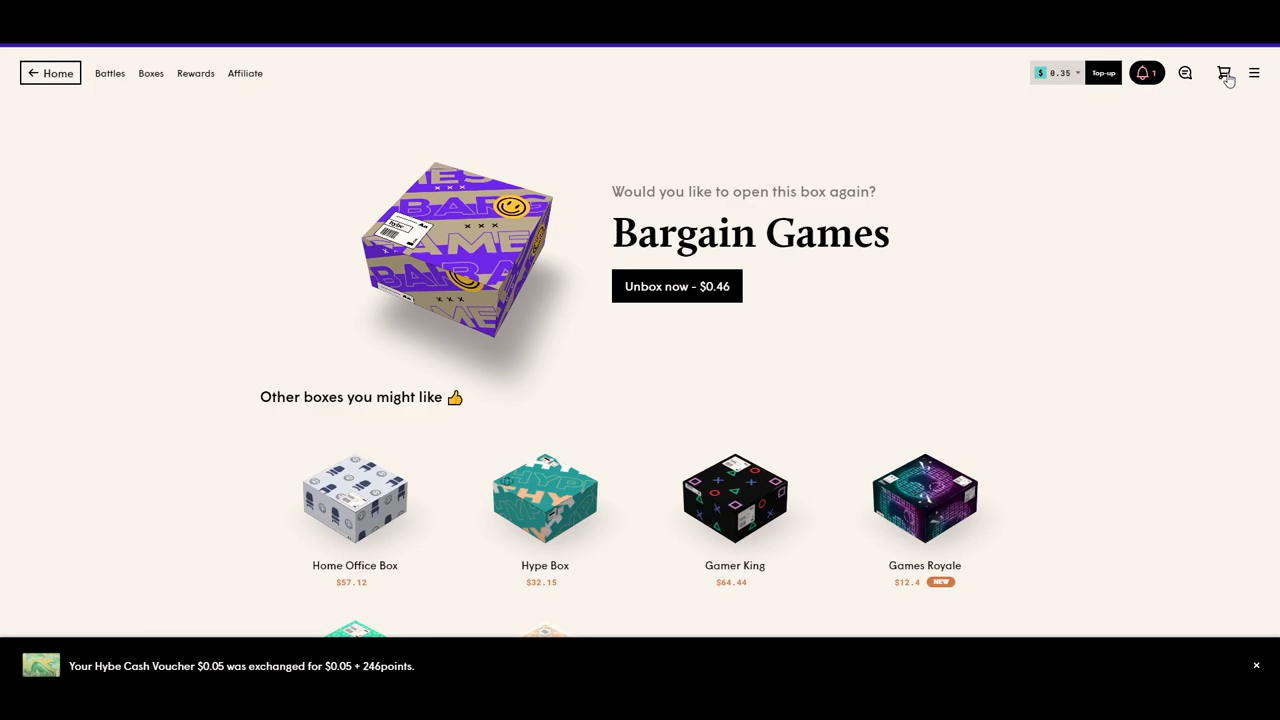 Home
Battles
Boxes
Rewards
Affiliate
$ 0.35
Top-up
1
Would you like to open this box again?
Bargain Games
Unbox now - $0.46
Other boxes you might like 👍
Home Office Box
Hype Box
Gamer King
Games Royale
$57.12
$32.15
$64.44
$12.4 NEW
Your Hybe Cash Voucher $0.05 was exchanged for $0.05 + 246points.